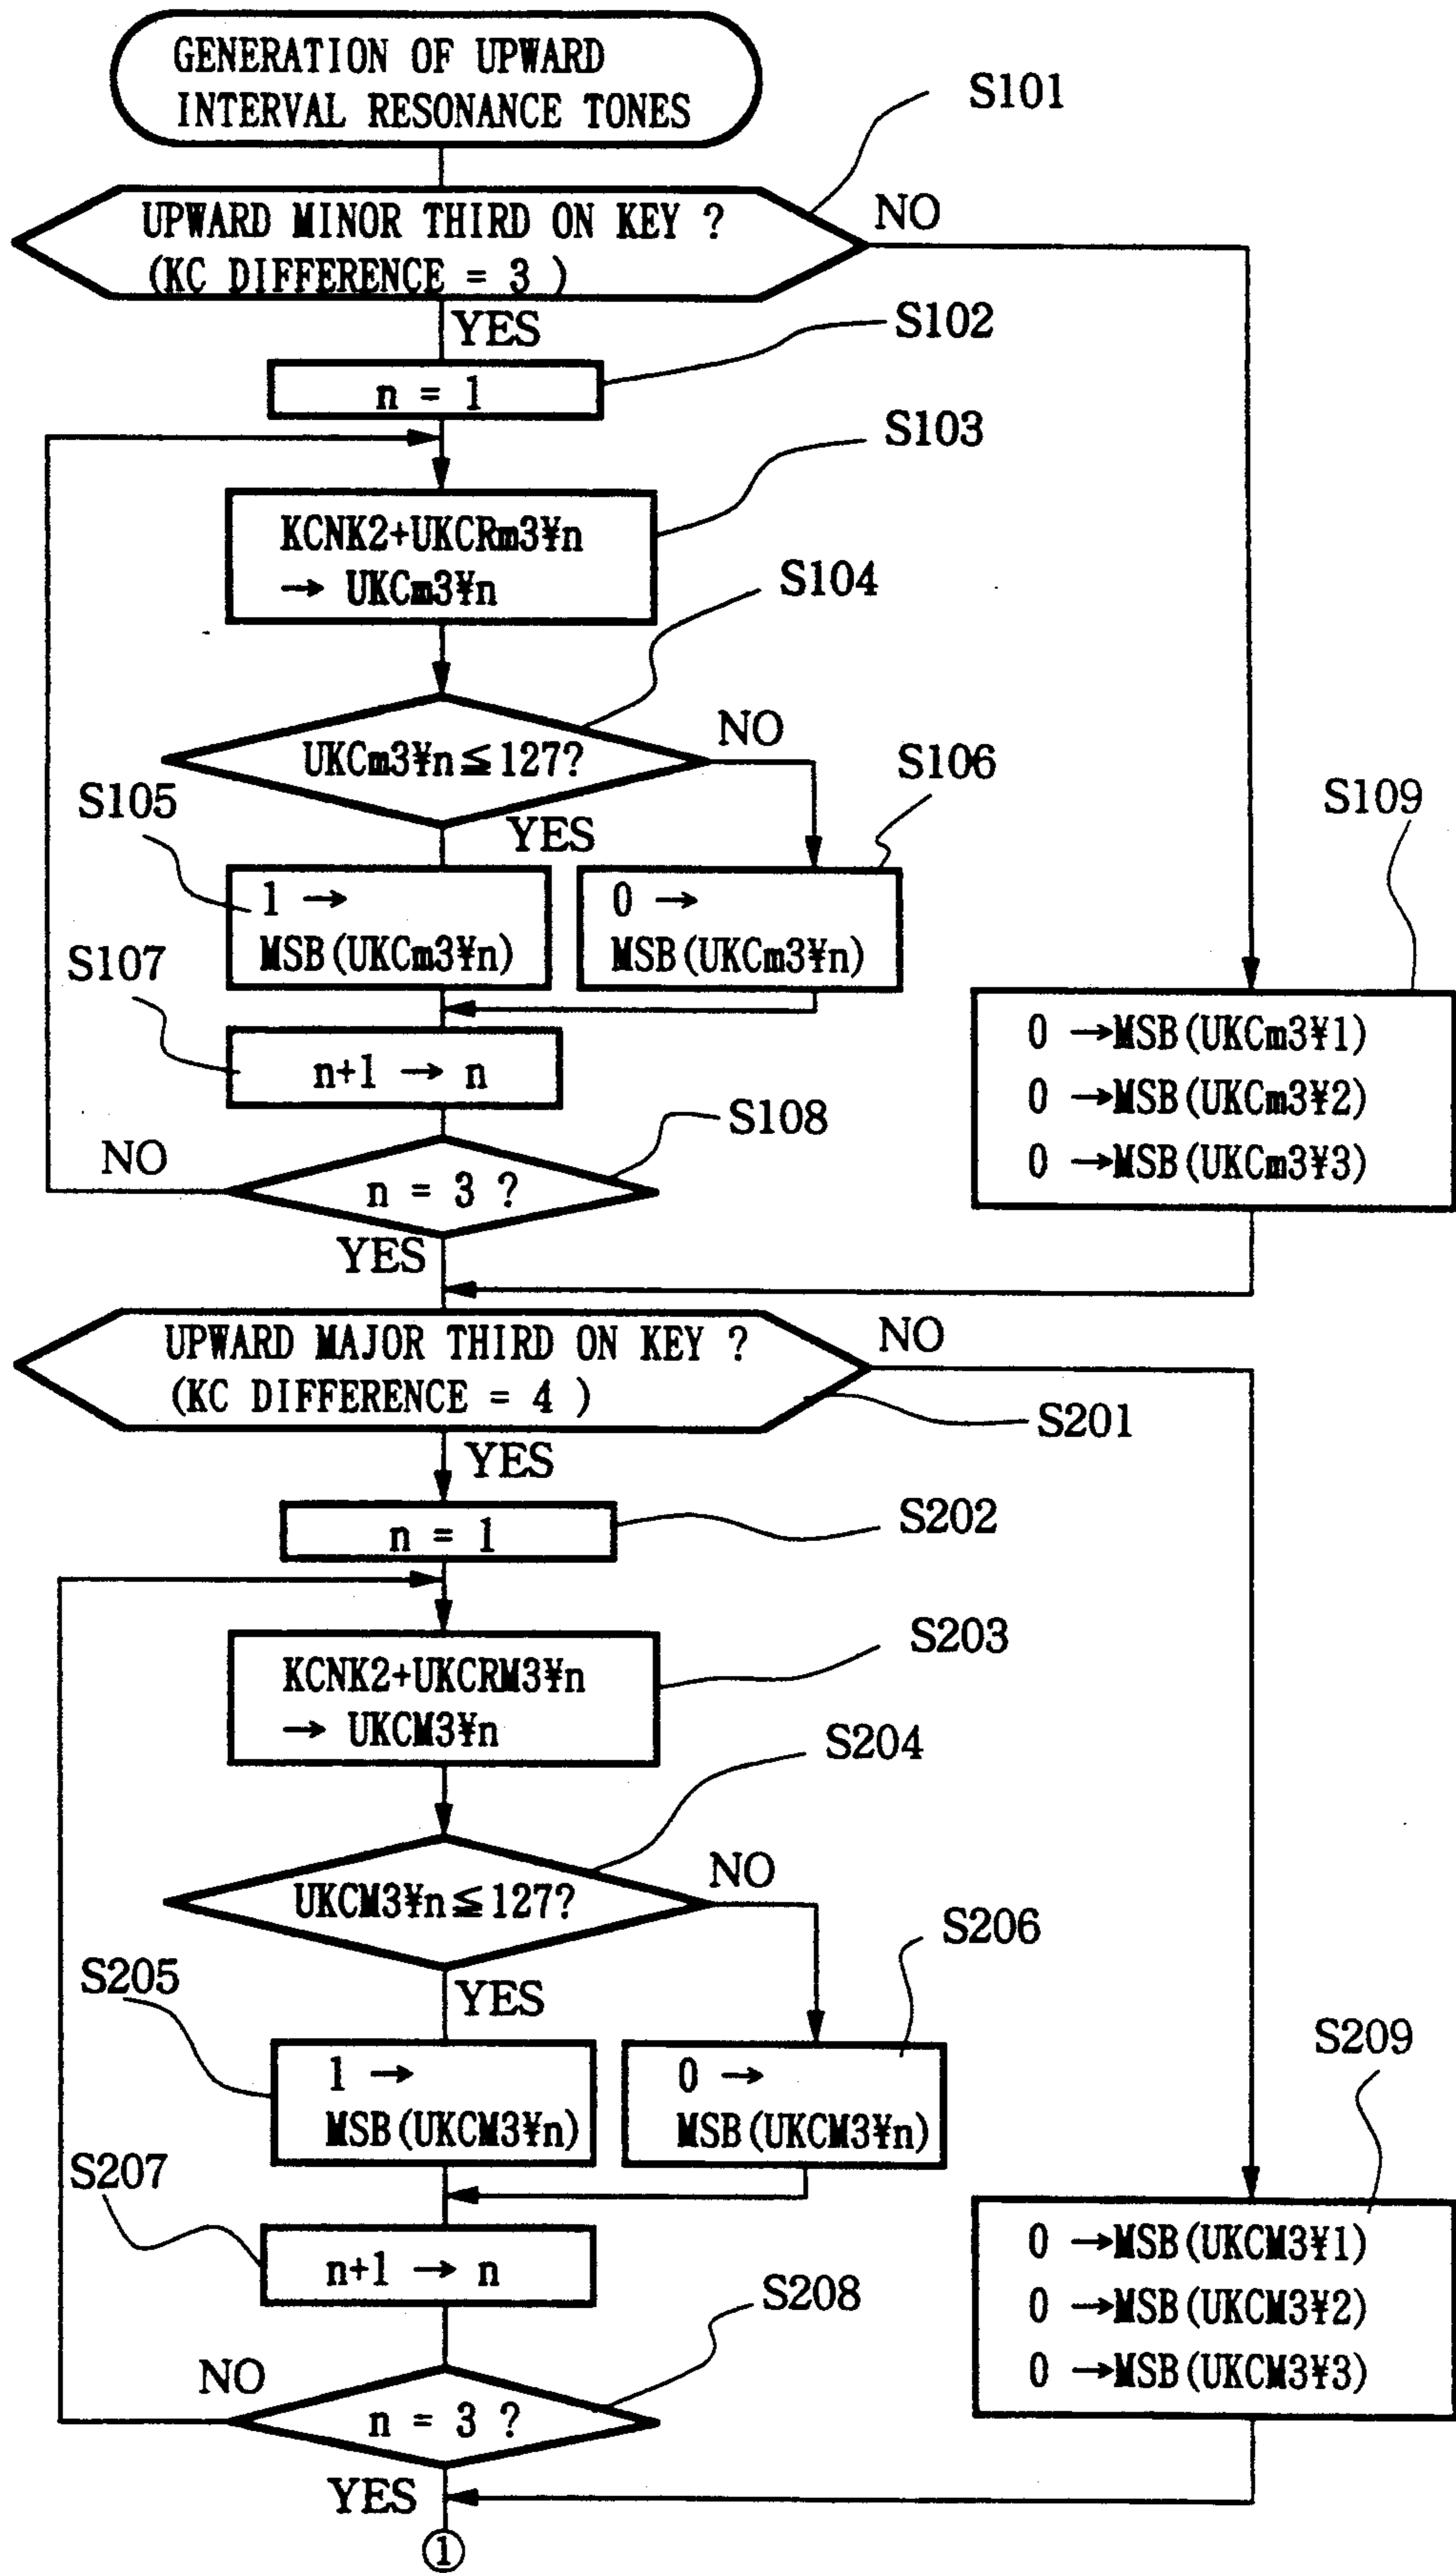 GENERATION OF UPWARD
INTERVAL RESONANCE TONES
S101
UPWARD MINOR THIRD ON KEY ?
(KC DIFFERENCE = 3 )
NO
YES
S102
n = 1
S103
KCNK2+UKCRm3¥n
→ UKCm3¥n
S104
UKCm3¥n≦127?
NO
YES
S105
1 →
MSB(UKCm3¥n)
S106
0 →
MSB(UKCm3¥n)
S107
n+1 → n
S108
n = 3 ?
NO
YES
S109
0 →MSB(UKCm3¥1)
0 →MSB(UKCm3¥2)
0 →MSB(UKCm3¥3)
UPWARD MAJOR THIRD ON KEY ?
(KC DIFFERENCE = 4 )
NO
S201
YES
S202
n = 1
S203
KCNK2+UKCRM3¥n
→ UKCM3¥n
S204
UKCM3¥n≦127?
NO
YES
S205
1 →
MSB(UKCM3¥n)
S206
0 →
MSB(UKCM3¥n)
S207
n+1 → n
S208
n = 3 ?
NO
YES
S209
0 →MSB(UKCM3¥1)
0 →MSB(UKCM3¥2)
0 →MSB(UKCM3¥3)
①